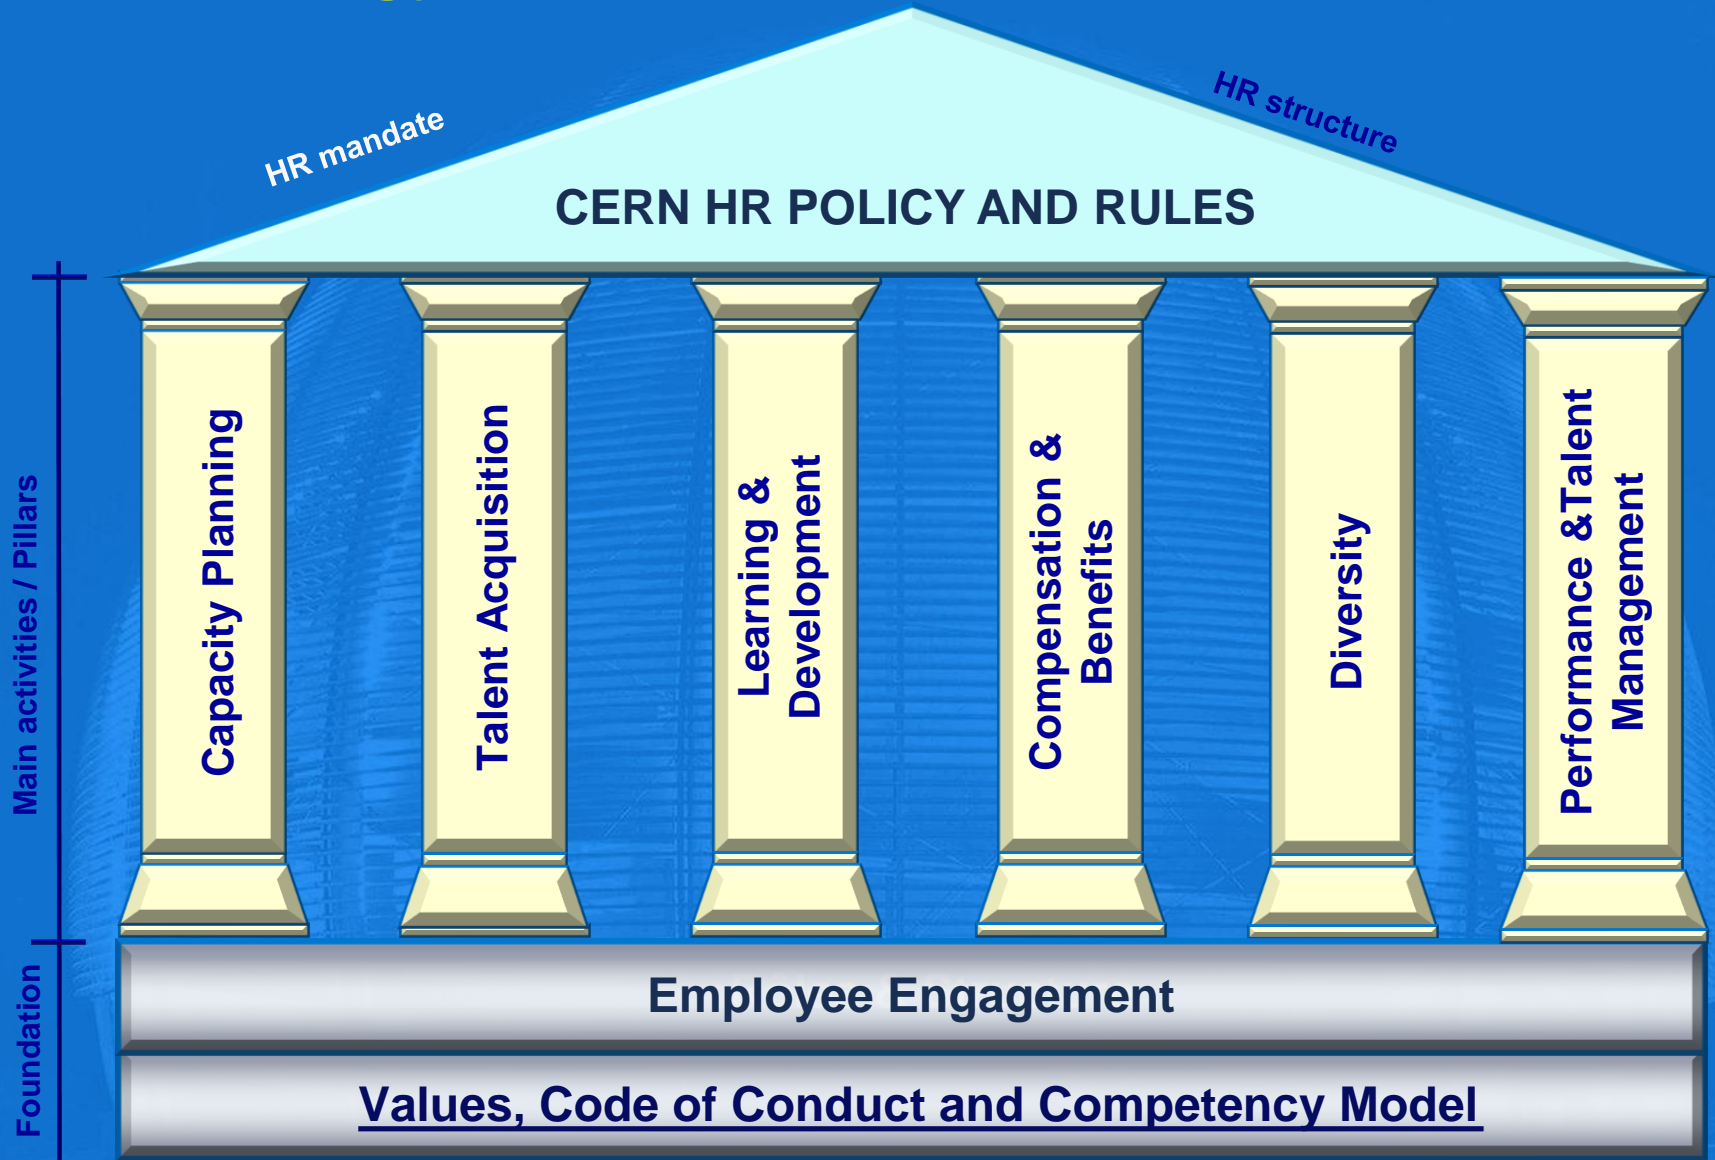 HR mandate
HR structure
CERN HR POLICY AND RULES
Main activities / Pillars
Capacity Planning
Talent Acquisition
Learning &
Development
Compensation &
Benefits
Diversity
Performance &Talent
Management
Foundation
Employee Engagement
Values, Code of Conduct and Competency Model